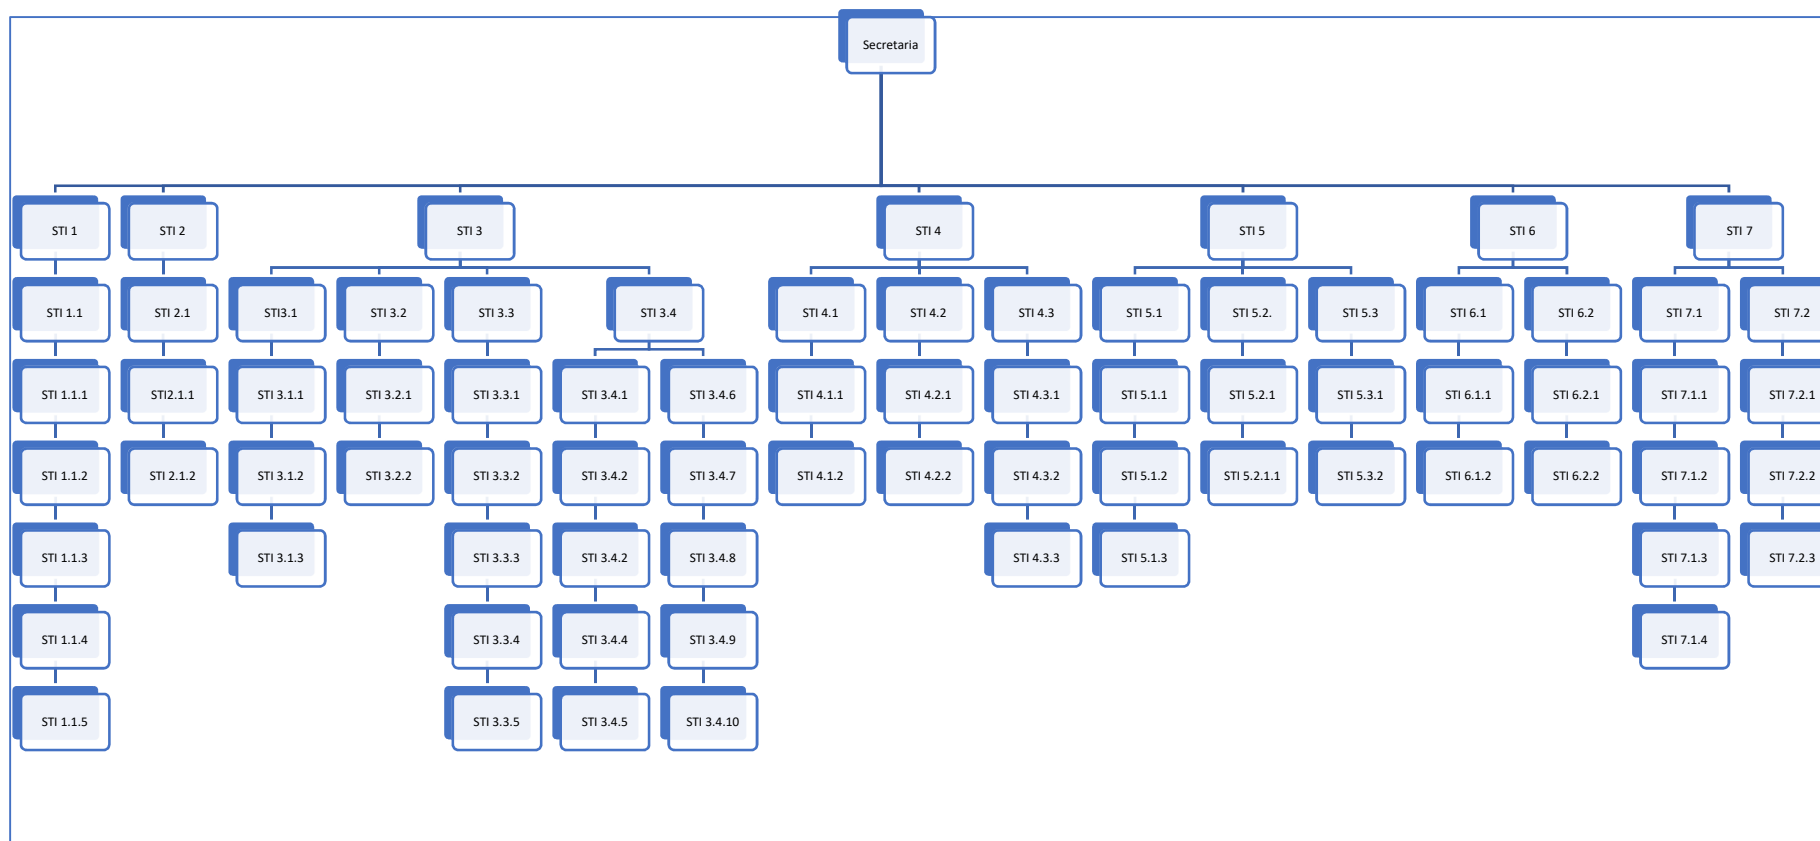 Secretaria
STI 1
STI 2
STI 3
STI 4
STI 5
STI 6
STI 7
STI 1.1
STI 2.1
STI3.1
STI 3.2
STI 3.3
STI 3.4
STI 4.1
STI 4.2
STI 4.3
STI 5.1
STI 5.2.
STI 5.3
STI 6.1
STI 6.2
STI 7.1
STI 7.2
STI 1.1.1
STI2.1.1
STI 3.1.1
STI 3.2.1
STI 3.3.1
STI 3.4.1
STI 3.4.6
STI 4.1.1
STI 4.2.1
STI 4.3.1
STI 5.1.1
STI 5.2.1
STI 5.3.1
STI 6.1.1
STI 6.2.1
STI 7.1.1
STI 7.2.1
STI 1.1.2
STI 2.1.2
STI 3.1.2
STI 3.2.2
STI 3.3.2
STI 3.4.2
STI 3.4.7
STI 4.1.2
STI 4.2.2
STI 4.3.2
STI 5.1.2
STI 5.2.1.1
STI 5.3.2
STI 6.1.2
STI 6.2.2
STI 7.1.2
STI 7.2.2
STI 1.1.3
STI 3.1.3
STI 3.3.3
STI 3.4.2
STI 3.4.8
STI 4.3.3
STI 5.1.3
STI 7.1.3
STI 7.2.3
STI 1.1.4
STI 3.3.4
STI 3.4.4
STI 3.4.9
STI 7.1.4
STI 1.1.5
STI 3.3.5
STI 3.4.5
STI 3.4.10